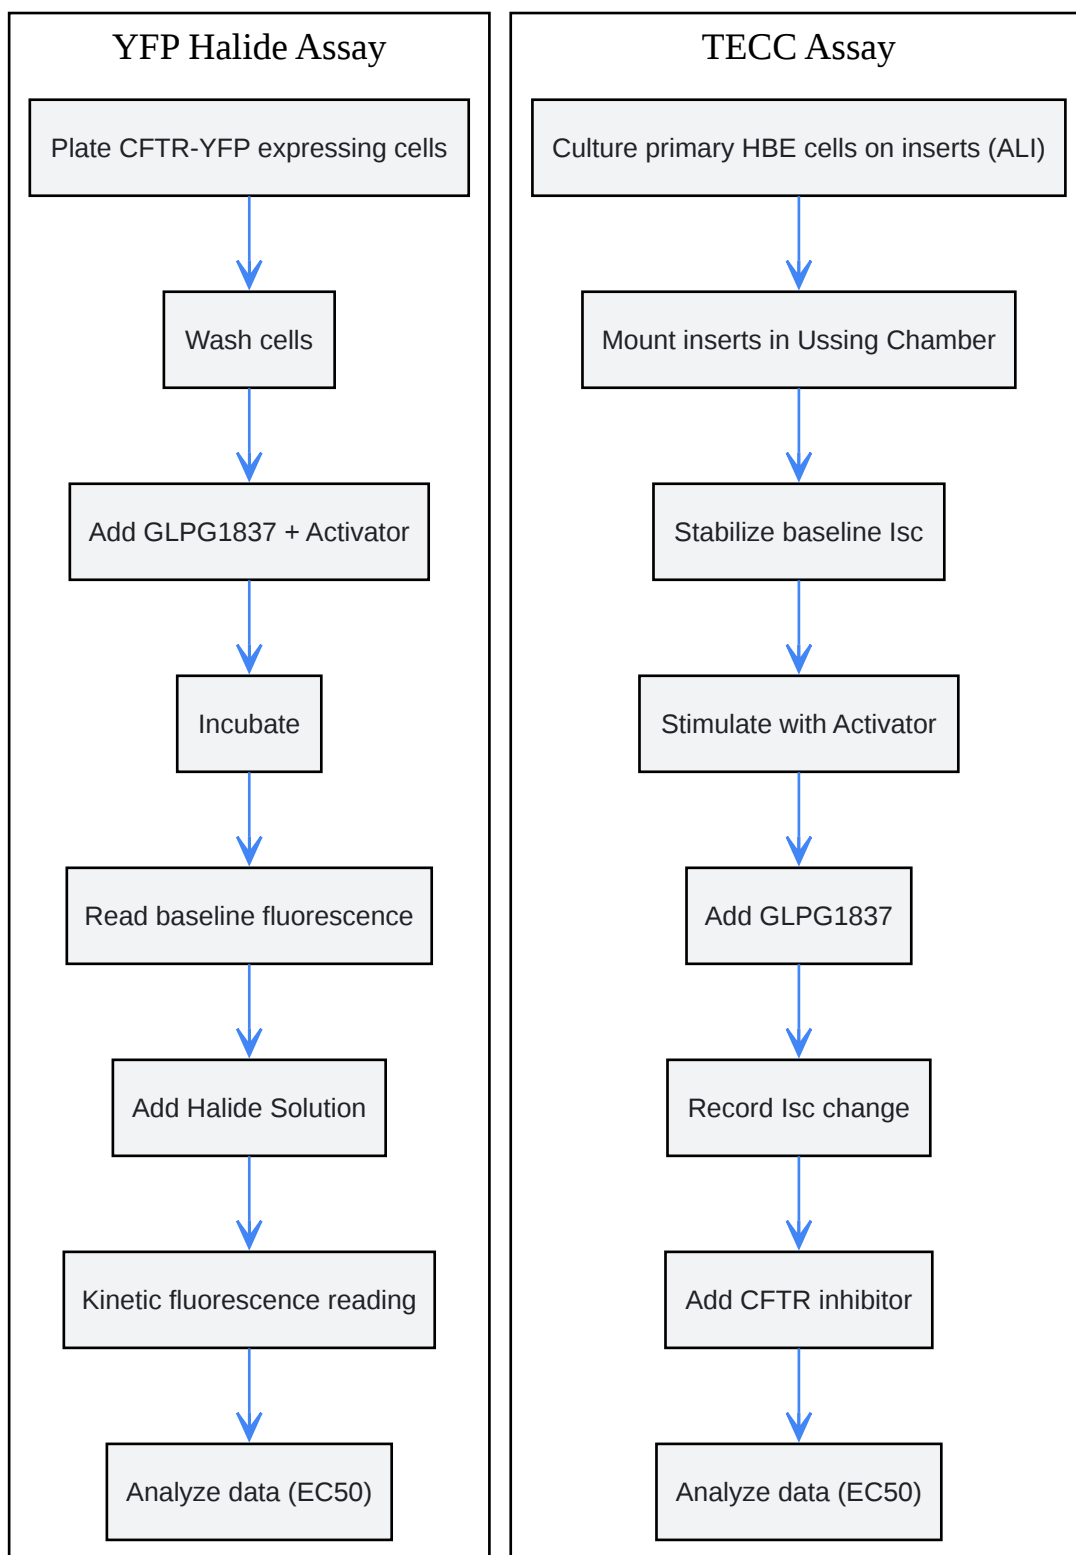 YFP Halide Assay
Plate CFTR-YFP expressing cells
Wash cells
Add GLPG1837 + Activator
Incubate
Read baseline fluorescence
Add Halide Solution
Kinetic fluorescence reading
Analyze data (EC50)
TECC Assay
Culture primary HBE cells on inserts (ALI)
Mount inserts in Ussing Chamber
Stabilize baseline Isc
Stimulate with Activator
Add GLPG1837
Record Isc change
Add CFTR inhibitor
Analyze data (EC50)